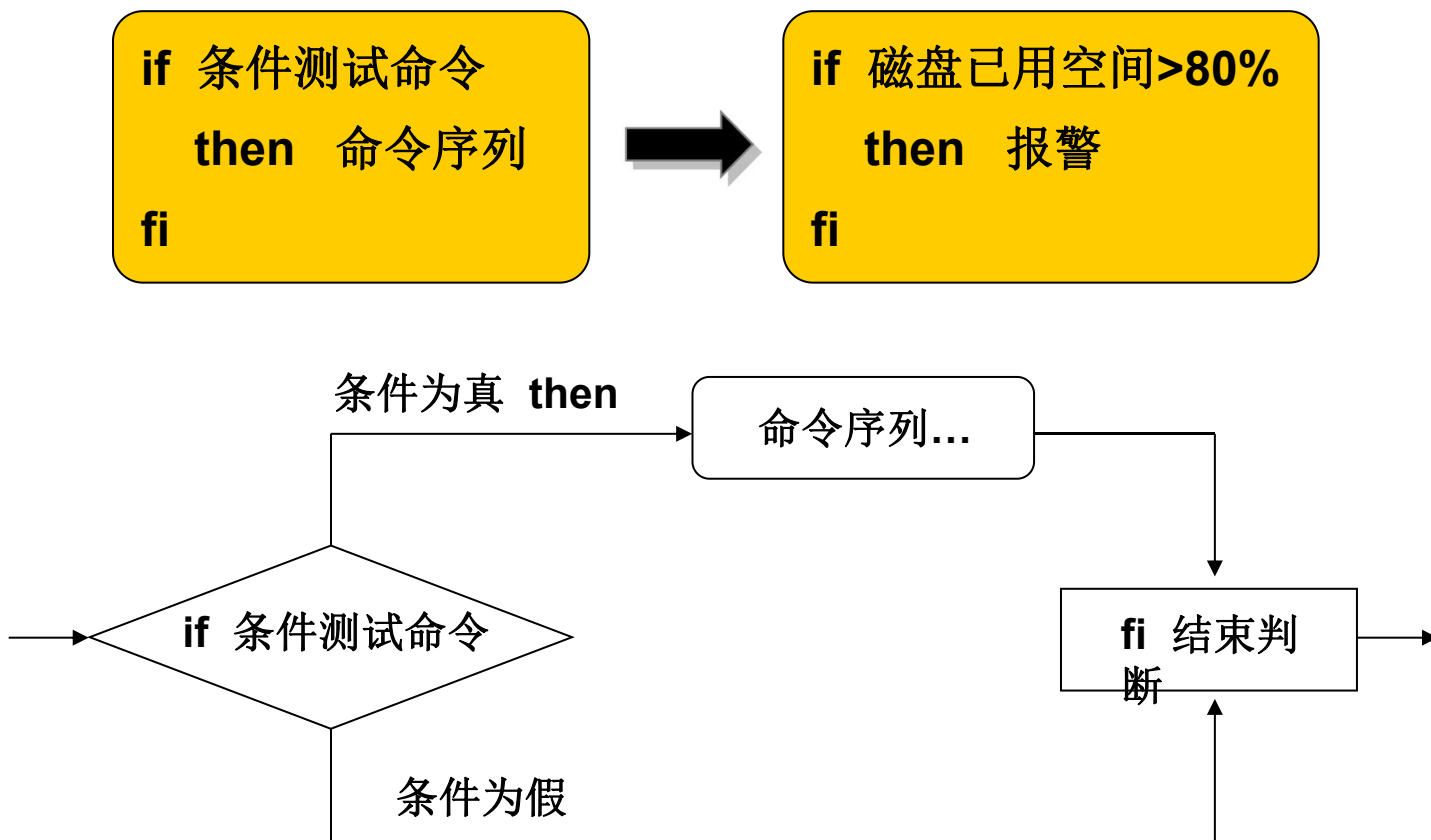 if 条件测试命令
then 命令序列
fi
if 磁盘已用空间>80%
then 报警
fi
条件为真 then
命令序列…
if 条件测试命令
fi 结束判
断
条件为假